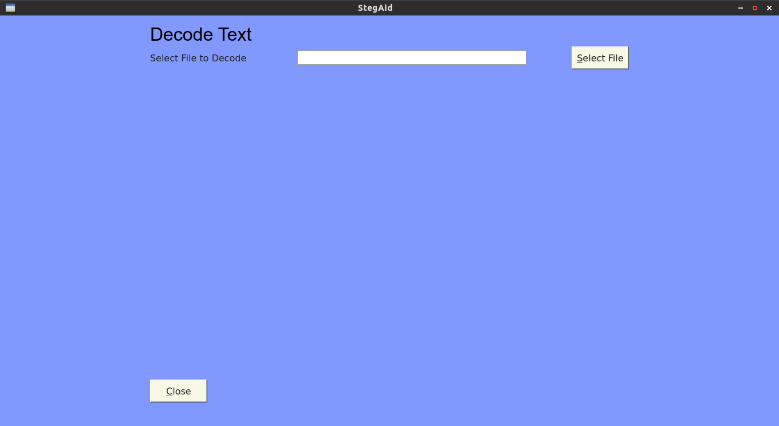 StegAid
Decode Text
Select File to Decode
Select File
Close